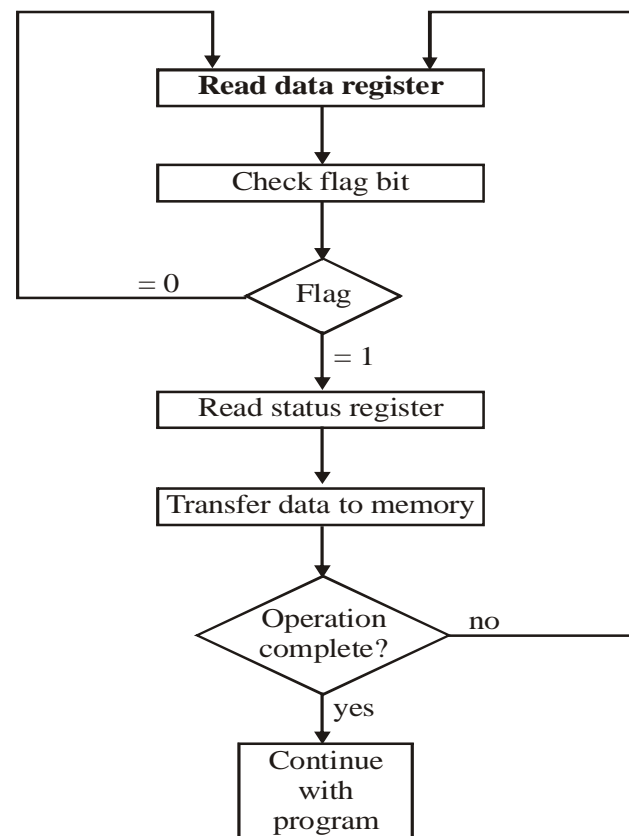 Read data register
Check flag bit
= 0
Flag
= 1
Read status register
Transfer data to memory
Operation
complete?
no
yes
Continue
with
program